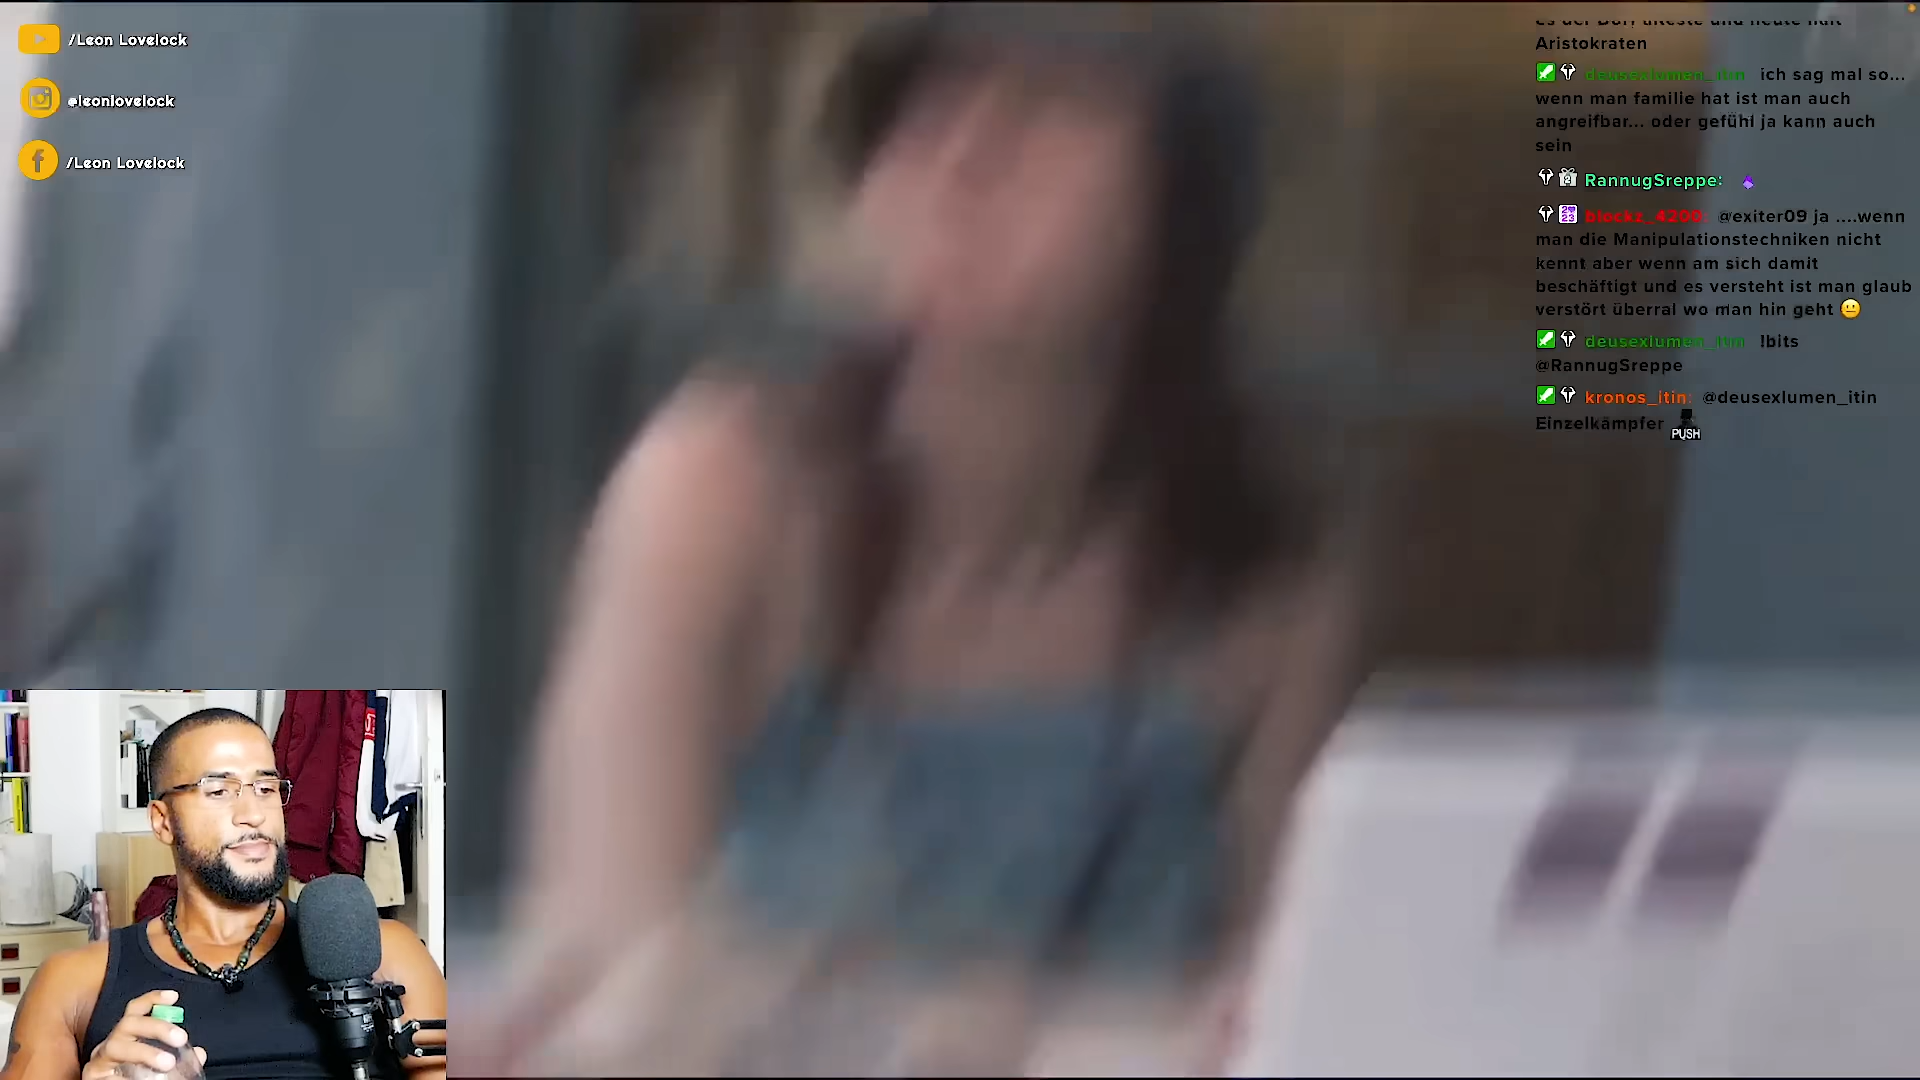 /Leon Lovelock
@leonlovelock
/Leon Lovelock
Aristokraten
deusexlumen_itin ich sag mal so...
wenn man familie hat ist man auch
angreifbar... oder gefühl ja kann auch
sein
RannugSreppe:
blockz_4200: @exiter09 ja ....wenn
man die Manipulationstechniken nicht
kennt aber wenn am sich damit
beschäftigt und es versteht ist man glaub
verstört überral wo man hin geht
deusexlumen_itin !bits
@RannugSreppe
kronos_itin: @deusexlumen_itin
Einzelkämpfer PUSH